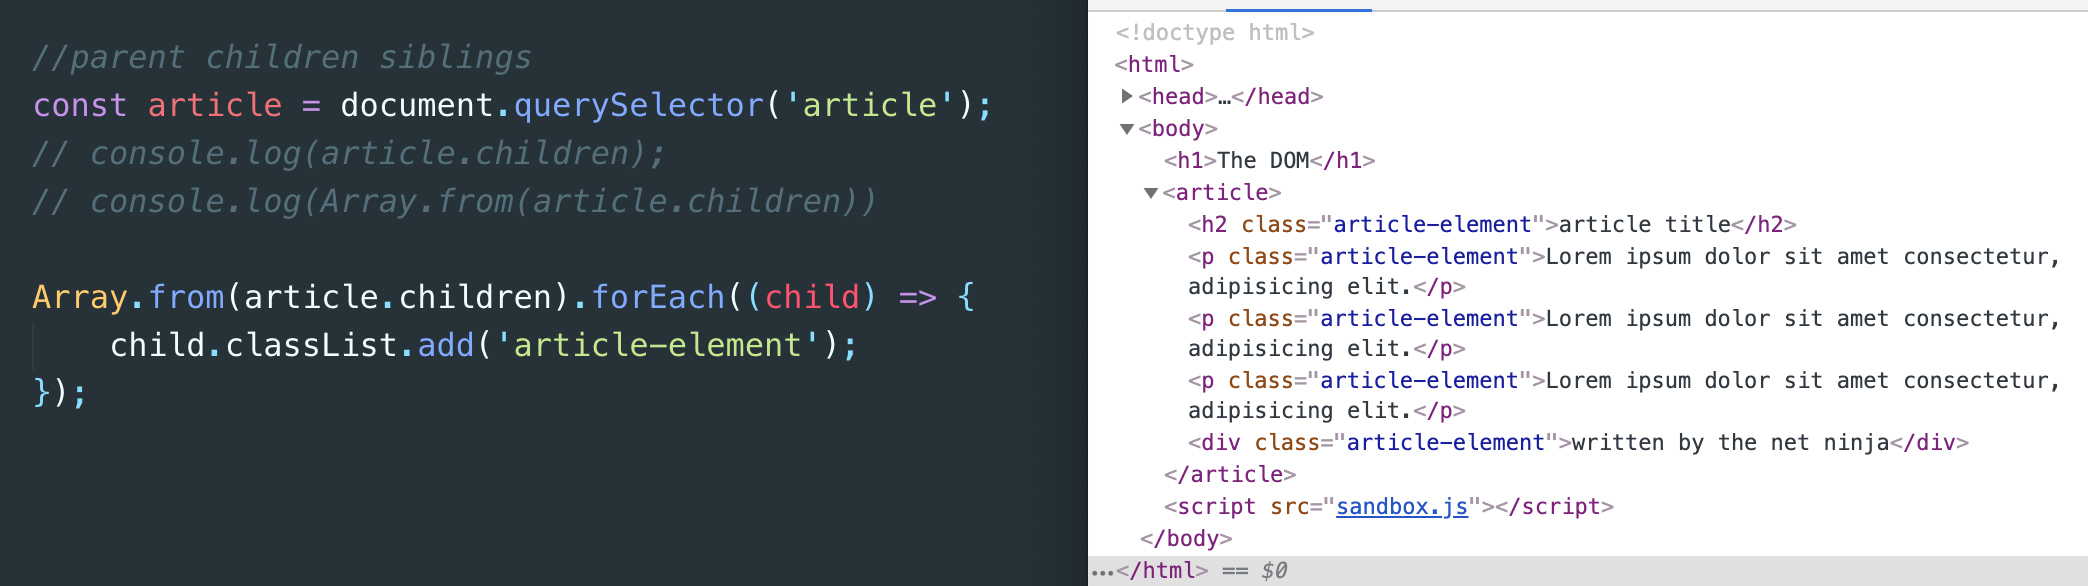 //parent children siblings
const article = document.querySelector('article');
// console.log(article.children);
// console.log(Array.from(article.children))
Array.from(article.children).forEach((child) => {
    child.classList.add('article-element');
});
<!doctype html>
<html>
<head>…</head>
<body>
<h1>The DOM</h1>
<article>
<h2 class="article-element">article title</h2>
<p class="article-element">Lorem ipsum dolor sit amet consectetur,
adipisicing elit.</p>
<p class="article-element">Lorem ipsum dolor sit amet consectetur,
adipisicing elit.</p>
<p class="article-element">Lorem ipsum dolor sit amet consectetur,
adipisicing elit.</p>
<div class="article-element">written by the net ninja</div>
</article>
<script src="sandbox.js"></script>
</body>
…</html> == $0